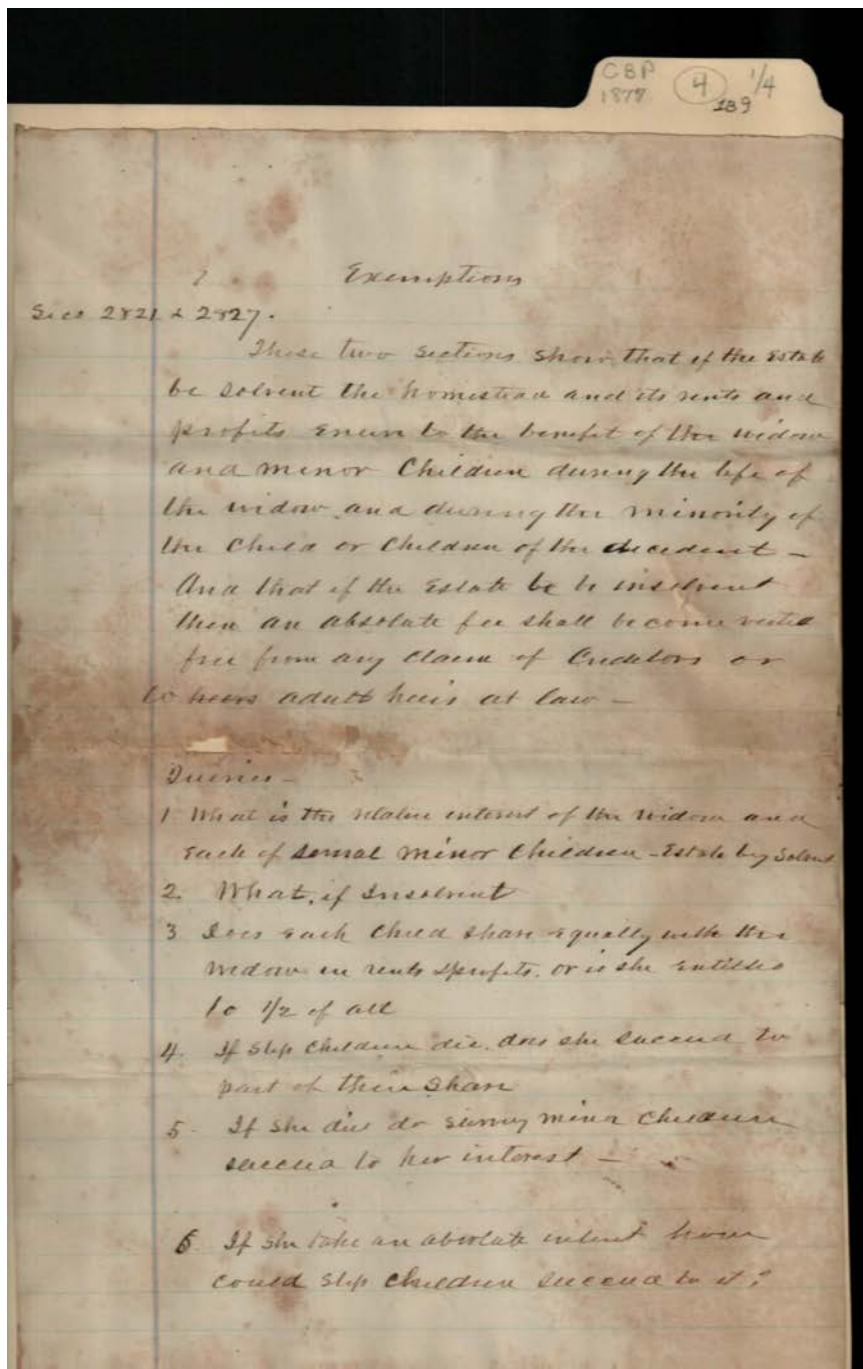 CBP 4 1/4
1877 189
Exemptions
Secs 2821 & 2827.
These two Sections show that if the Estate
be solvent the homestead and its rents and
profits enure to the benefit of the widow
and minor Children during the life of
the widow and during the minority of
the Child or Children of the decedent -
And that if the Estate be insolvent
then an absolute fee shall become vested
free from any claim of Creditors or
adult heirs at law -
Queries -
1 What is the relative interest of the widow and
each of several minor Children - Estate being Solvent
2. What, if Insolvent
3 Does each Child share equally with the
widow in rents & profits, or is she entitled
to 1/2 of all
4. If step children die, does she succeed to
part of their share
5. If she die do surviving minor children
succeed to her interest -
6 If she take an absolute interest how
could step children succeed to it?